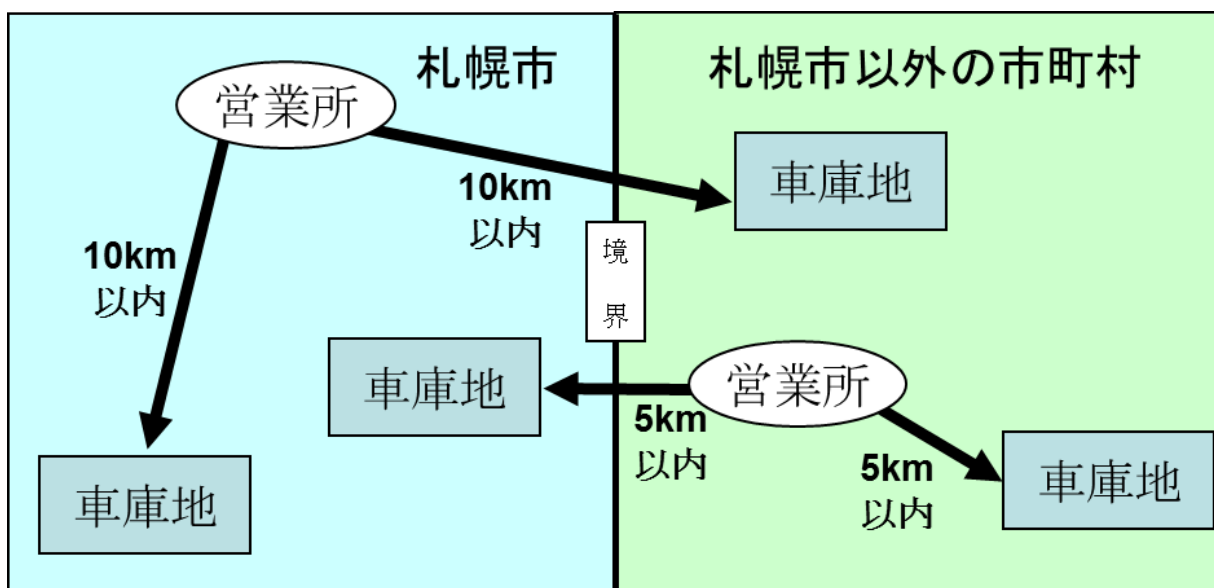 札幌市
札幌市以外の市町村
営業所
車庫地
10km
以内
10km
以内
境
界
車庫地
営業所
5km
以内
5km
以内
車庫地
車庫地